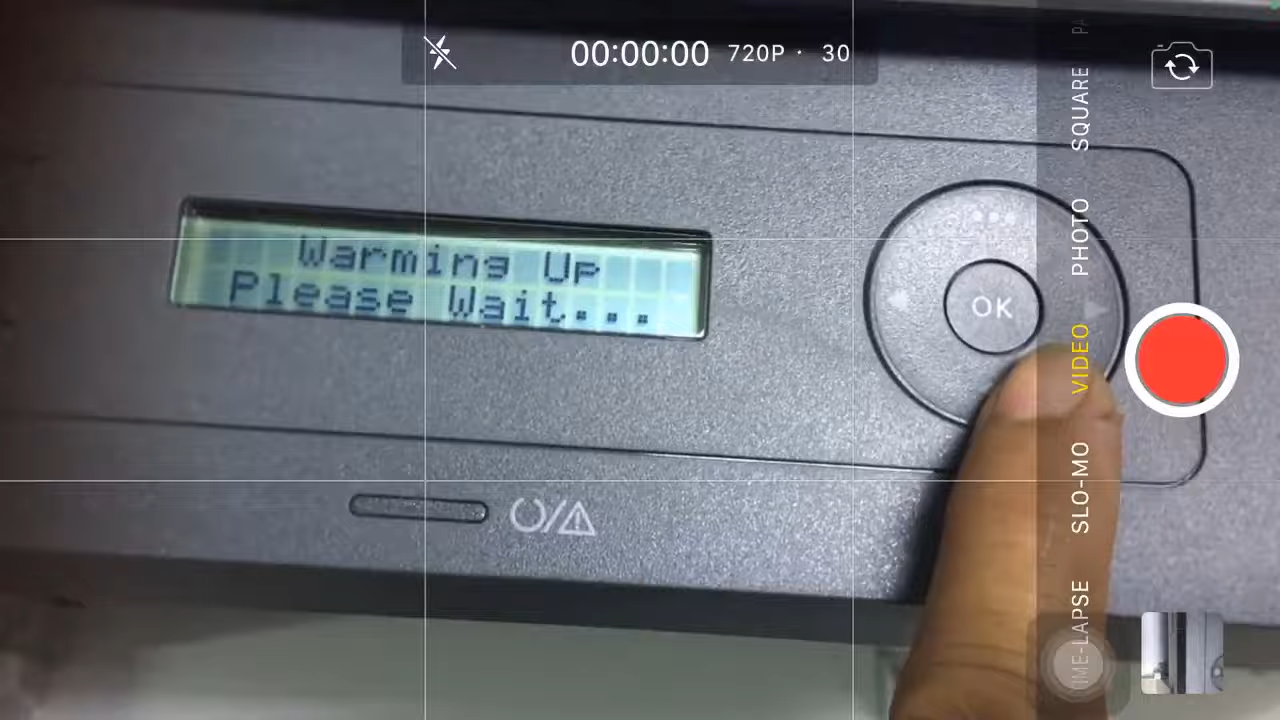 00:00:00 720P · 30
Warming Up
Please Wait...
OK
SQUARE
PHOTO
VIDEO
SLO-MO